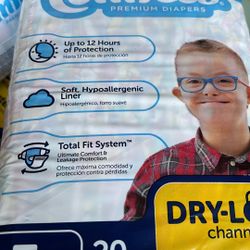 PREMIUM DIAPERS
Up to 12 Hours
of Protection
Hasta 12 horas de protección
Soft, Hypoallergenic
Liner
Hipoalergénico, forro suave
Total Fit System™
Ultimate Comfort &
Leakage Protection
Ofrece máxima comodidad y
protección contra pérdidas
DRY-L
chann
20